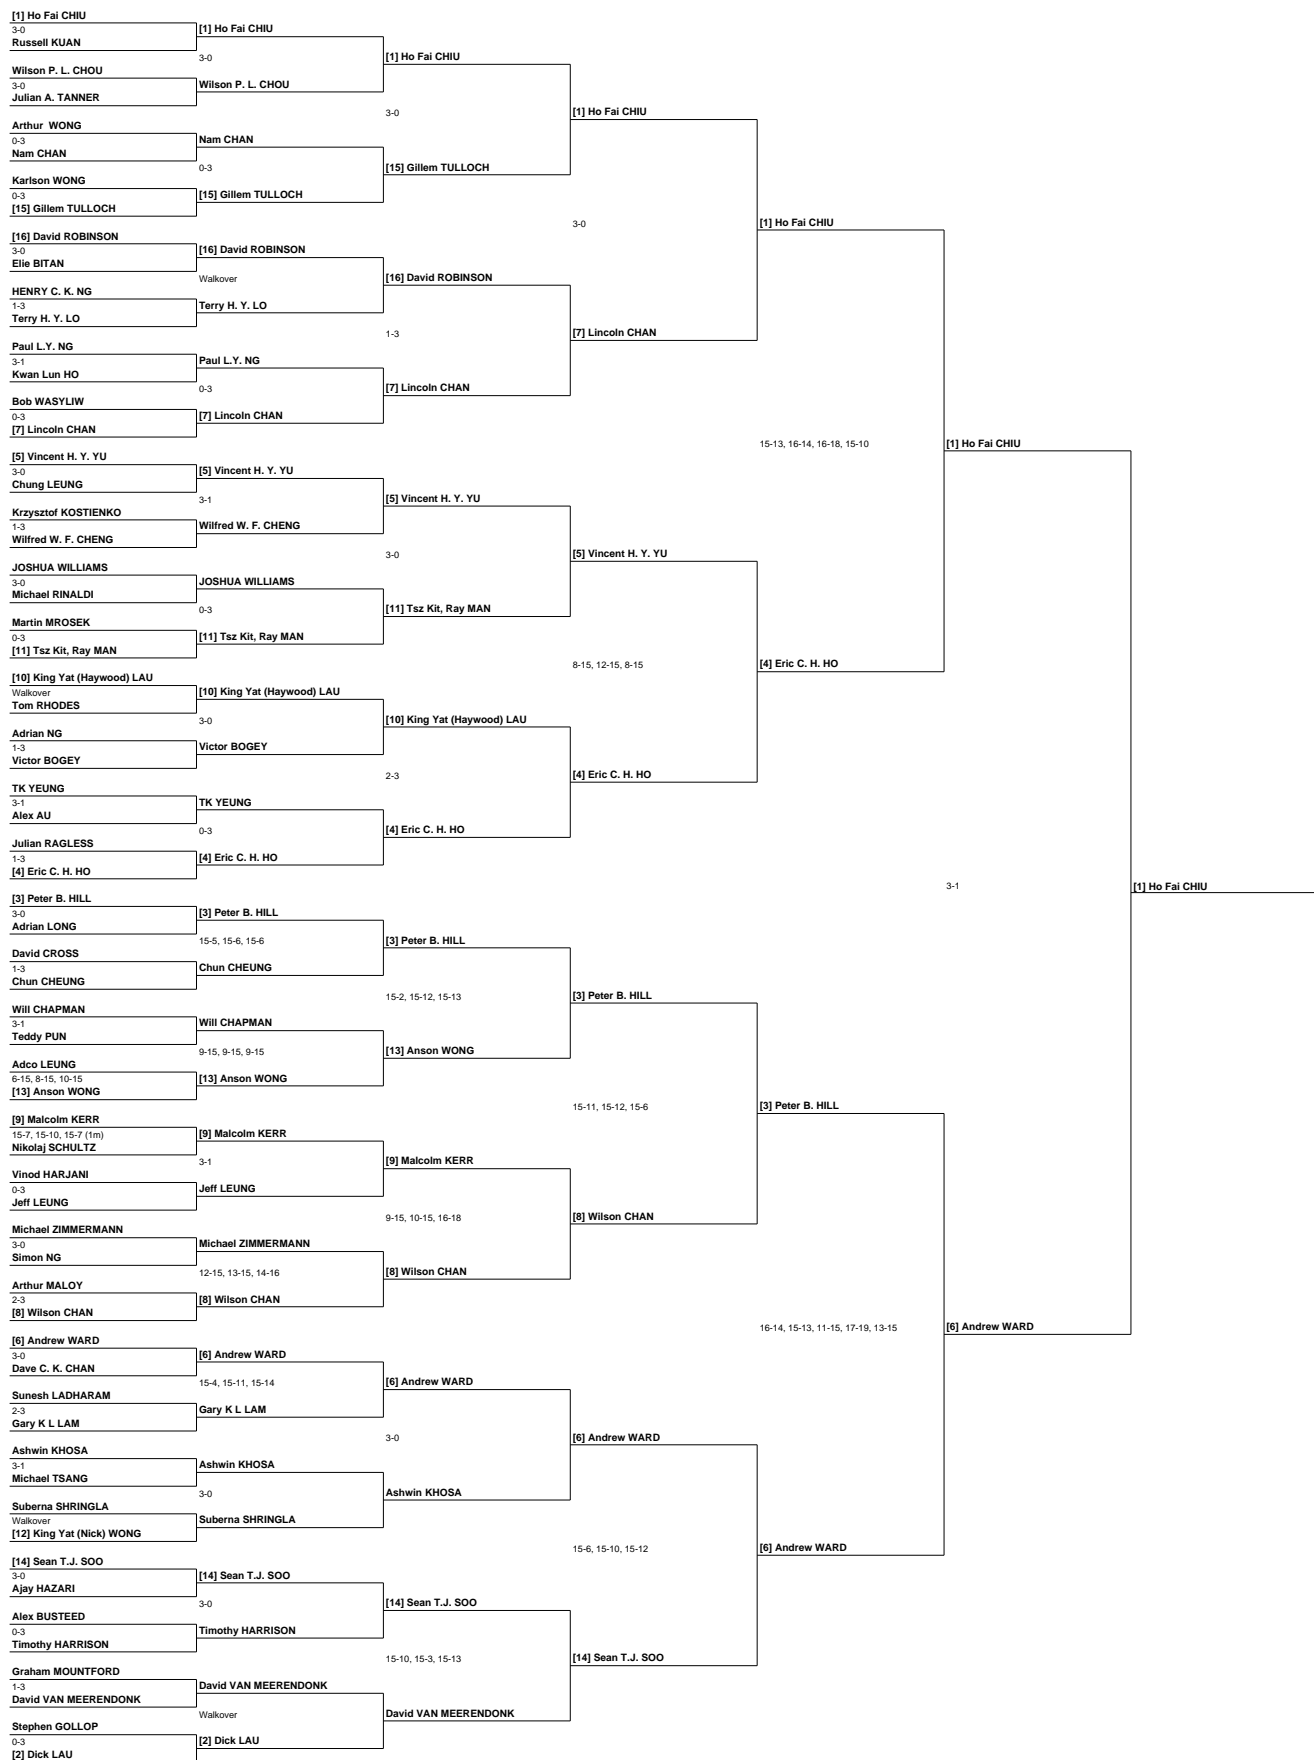 [1] Ho Fai CHIU
3-0
Russell KUAN
Wilson P. L. CHOU
3-0
Julian A. TANNER
Arthur  WONG
0-3
Nam CHAN
Karlson WONG
0-3
[15] Gillem TULLOCH
[16] David ROBINSON
3-0
Elie BITAN
HENRY C. K. NG
1-3
Terry H. Y. LO
Paul L.Y. NG
3-1
Kwan Lun HO
Bob WASYLIW
0-3
[7] Lincoln CHAN
[5] Vincent H. Y. YU
3-0
Chung LEUNG
Krzysztof KOSTIENKO
1-3
Wilfred W. F. CHENG
JOSHUA WILLIAMS
3-0
Michael RINALDI
Martin MROSEK
0-3
[11] Tsz Kit, Ray MAN
[10] King Yat (Haywood) LAU
Walkover
Tom RHODES
Adrian NG
1-3
Victor BOGEY
TK YEUNG
3-1
Alex AU
Julian RAGLESS
1-3
[4] Eric C. H. HO
[3] Peter B. HILL
3-0
Adrian LONG
David CROSS
1-3
Chun CHEUNG
Will CHAPMAN
3-1
Teddy PUN
Adco LEUNG
6-15, 8-15, 10-15
[13] Anson WONG
[9] Malcolm KERR
15-7, 15-10, 15-7 (1m)
Nikolaj SCHULTZ
Vinod HARJANI
0-3
Jeff LEUNG
Michael ZIMMERMANN
3-0
Simon NG
Arthur MALOY
2-3
[8] Wilson CHAN
[6] Andrew WARD
3-0
Dave C. K. CHAN
Sunesh LADHARAM
2-3
Gary K L LAM
Ashwin KHOSA
3-1
Michael TSANG
Suberna SHRINGLA
Walkover
[12] King Yat (Nick) WONG
[14] Sean T.J. SOO
3-0
Ajay HAZARI
Alex BUSTEED
0-3
Timothy HARRISON
Graham MOUNTFORD
1-3
David VAN MEERENDONK
Stephen GOLLOP
0-3
[2] Dick LAU
[1] Ho Fai CHIU
3-0
Wilson P. L. CHOU
Nam CHAN
0-3
[15] Gillem TULLOCH
[16] David ROBINSON
Walkover
Terry H. Y. LO
Paul L.Y. NG
0-3
[7] Lincoln CHAN
[5] Vincent H. Y. YU
3-1
Wilfred W. F. CHENG
JOSHUA WILLIAMS
0-3
[11] Tsz Kit, Ray MAN
[10] King Yat (Haywood) LAU
3-0
Victor BOGEY
TK YEUNG
0-3
[4] Eric C. H. HO
[3] Peter B. HILL
15-5, 15-6, 15-6
Chun CHEUNG
Will CHAPMAN
9-15, 9-15, 9-15
[13] Anson WONG
[9] Malcolm KERR
3-1
Jeff LEUNG
Michael ZIMMERMANN
12-15, 13-15, 14-16
[8] Wilson CHAN
[6] Andrew WARD
15-4, 15-11, 15-14
Gary K L LAM
Ashwin KHOSA
3-0
Suberna SHRINGLA
[14] Sean T.J. SOO
3-0
Timothy HARRISON
David VAN MEERENDONK
Walkover
[2] Dick LAU
[1] Ho Fai CHIU
3-0
[15] Gillem TULLOCH
[16] David ROBINSON
1-3
[7] Lincoln CHAN
[5] Vincent H. Y. YU
3-0
[11] Tsz Kit, Ray MAN
[10] King Yat (Haywood) LAU
2-3
[4] Eric C. H. HO
[3] Peter B. HILL
15-2, 15-12, 15-13
[13] Anson WONG
[9] Malcolm KERR
9-15, 10-15, 16-18
[8] Wilson CHAN
[6] Andrew WARD
3-0
Ashwin KHOSA
[14] Sean T.J. SOO
15-10, 15-3, 15-13
David VAN MEERENDONK
[1] Ho Fai CHIU
3-0
[7] Lincoln CHAN
[5] Vincent H. Y. YU
8-15, 12-15, 8-15
[4] Eric C. H. HO
[3] Peter B. HILL
15-11, 15-12, 15-6
[8] Wilson CHAN
[6] Andrew WARD
15-6, 15-10, 15-12
[14] Sean T.J. SOO
[1] Ho Fai CHIU
15-13, 16-14, 16-18, 15-10
[4] Eric C. H. HO
[3] Peter B. HILL
16-14, 15-13, 11-15, 17-19, 13-15
[6] Andrew WARD
[1] Ho Fai CHIU
3-1
[6] Andrew WARD
[1] Ho Fai CHIU